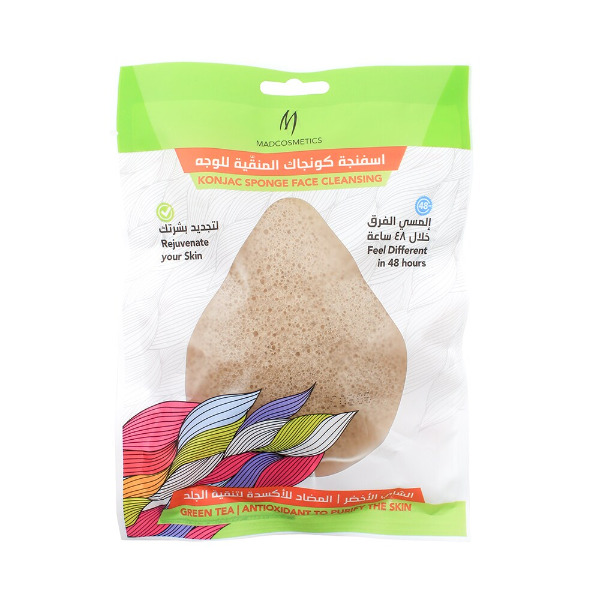 MADCOSMETICS
اسفنجة كونجاك المنقّية للوجه
KONJAC SPONGE FACE CLEANSING
لتجديد بشرتك
Rejuvenate
your Skin
48
إلمسي الفرق
خلال ٤٨ ساعة
Feel Different
in 48 hours
الشاي الأخضر | المضاد للأكسدة لتنقية الجلد
GREEN TEA | ANTIOXIDANT TO PURIFY THE SKIN